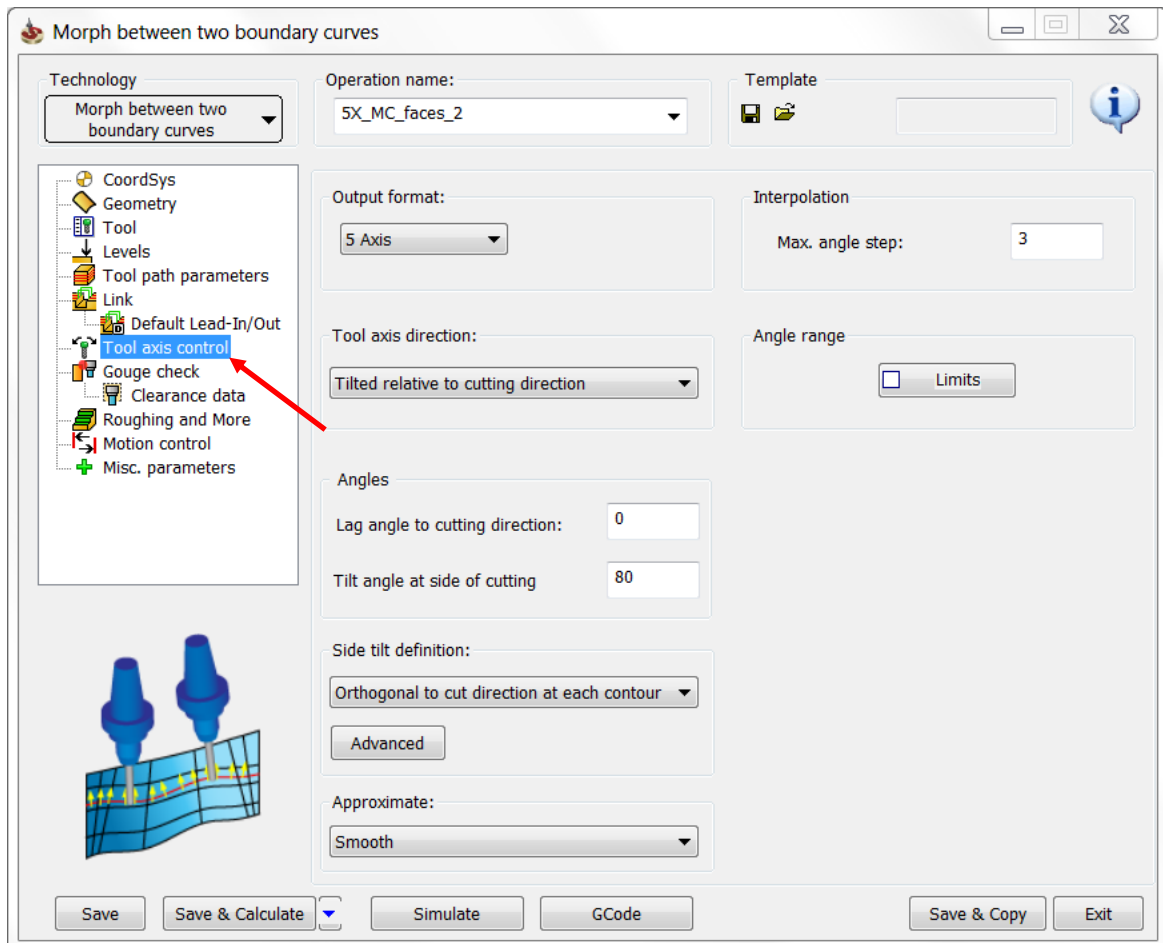 Morph between two boundary curves
Technology
Morph between two
boundary curves
Operation name:
5X_MC_faces_2
Template
CoordSys
Geometry
Tool
Levels
Tool path parameters
Link
Default Lead-In/Out
Tool axis control
Gouge check
Clearance data
Roughing and More
Motion control
Misc. parameters
Output format:
5 Axis
Interpolation
Max. angle step:
3
Tool axis direction:
Tilted relative to cutting direction
Angle range
Limits
Angles
Lag angle to cutting direction:
0
Tilt angle at side of cutting
80
Side tilt definition:
Orthogonal to cut direction at each contour
Advanced
Approximate:
Smooth
Save
Save & Calculate
Simulate
GCode
Save & Copy
Exit